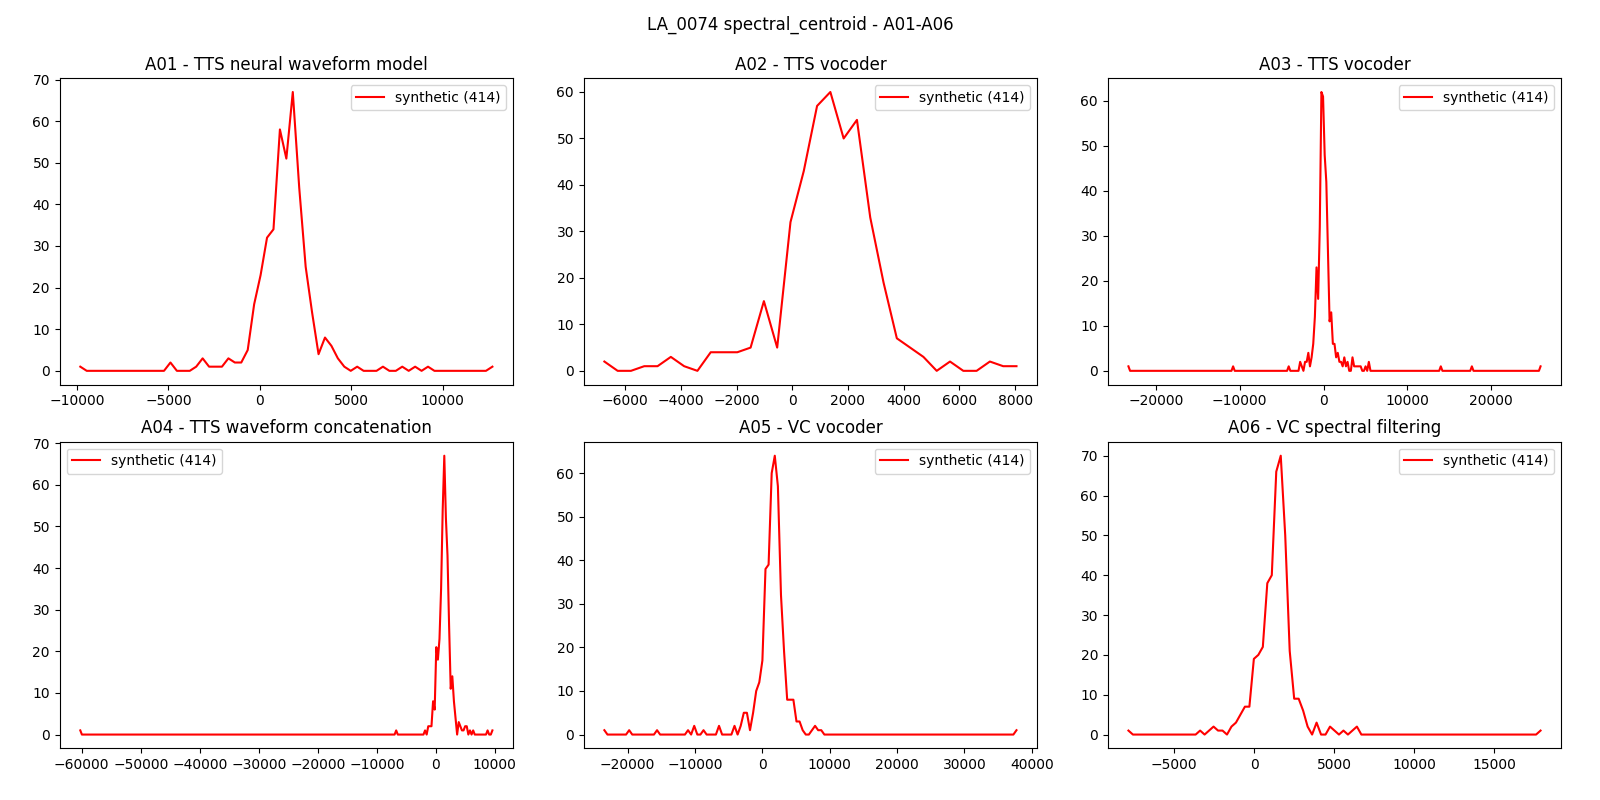 LA_0074 spectral_centroid - A01-A06
A01 - TTS neural waveform model
synthetic (414)
70
60
50
40
30
20
10
0
−10000 −5000 0 5000 10000
A02 - TTS vocoder
synthetic (414)
60
50
40
30
20
10
0
−6000 −4000 −2000 0 2000 4000 6000 8000
A03 - TTS vocoder
synthetic (414)
60
50
40
30
20
10
0
−20000 −10000 0 10000 20000
A04 - TTS waveform concatenation
synthetic (414)
70
60
50
40
30
20
10
0
−60000 −50000 −40000 −30000 −20000 −10000 0 10000
A05 - VC vocoder
synthetic (414)
60
50
40
30
20
10
0
−20000 −10000 0 10000 20000 30000 40000
A06 - VC spectral filtering
synthetic (414)
70
60
50
40
30
20
10
0
−5000 0 5000 10000 15000